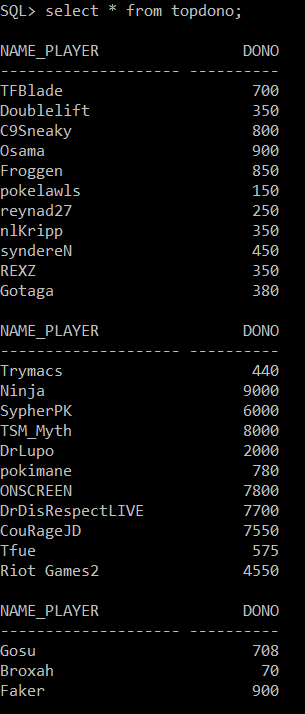 SQL> select * from topdono;
NAME_PLAYER DONO
------------------- ----------
TFBlade 700
Doublelift 350
C9Sneaky 800
Osama 900
Froggen 850
pokelawls 150
reynad27 250
nlKripp 350
syndereN 450
REXZ 350
Gotaga 380
NAME_PLAYER DONO
------------------- ----------
Trymacs 440
Ninja 9000
SypherPK 6000
TSM_Myth 8000
DrLupo 2000
pokimane 780
ONSCREEN 7800
DrDisRespectLIVE 7700
CouRageJD 7550
Tfue 575
Riot Games2 4550
NAME_PLAYER DONO
------------------- ----------
Gosu 708
Broxah 70
Faker 900